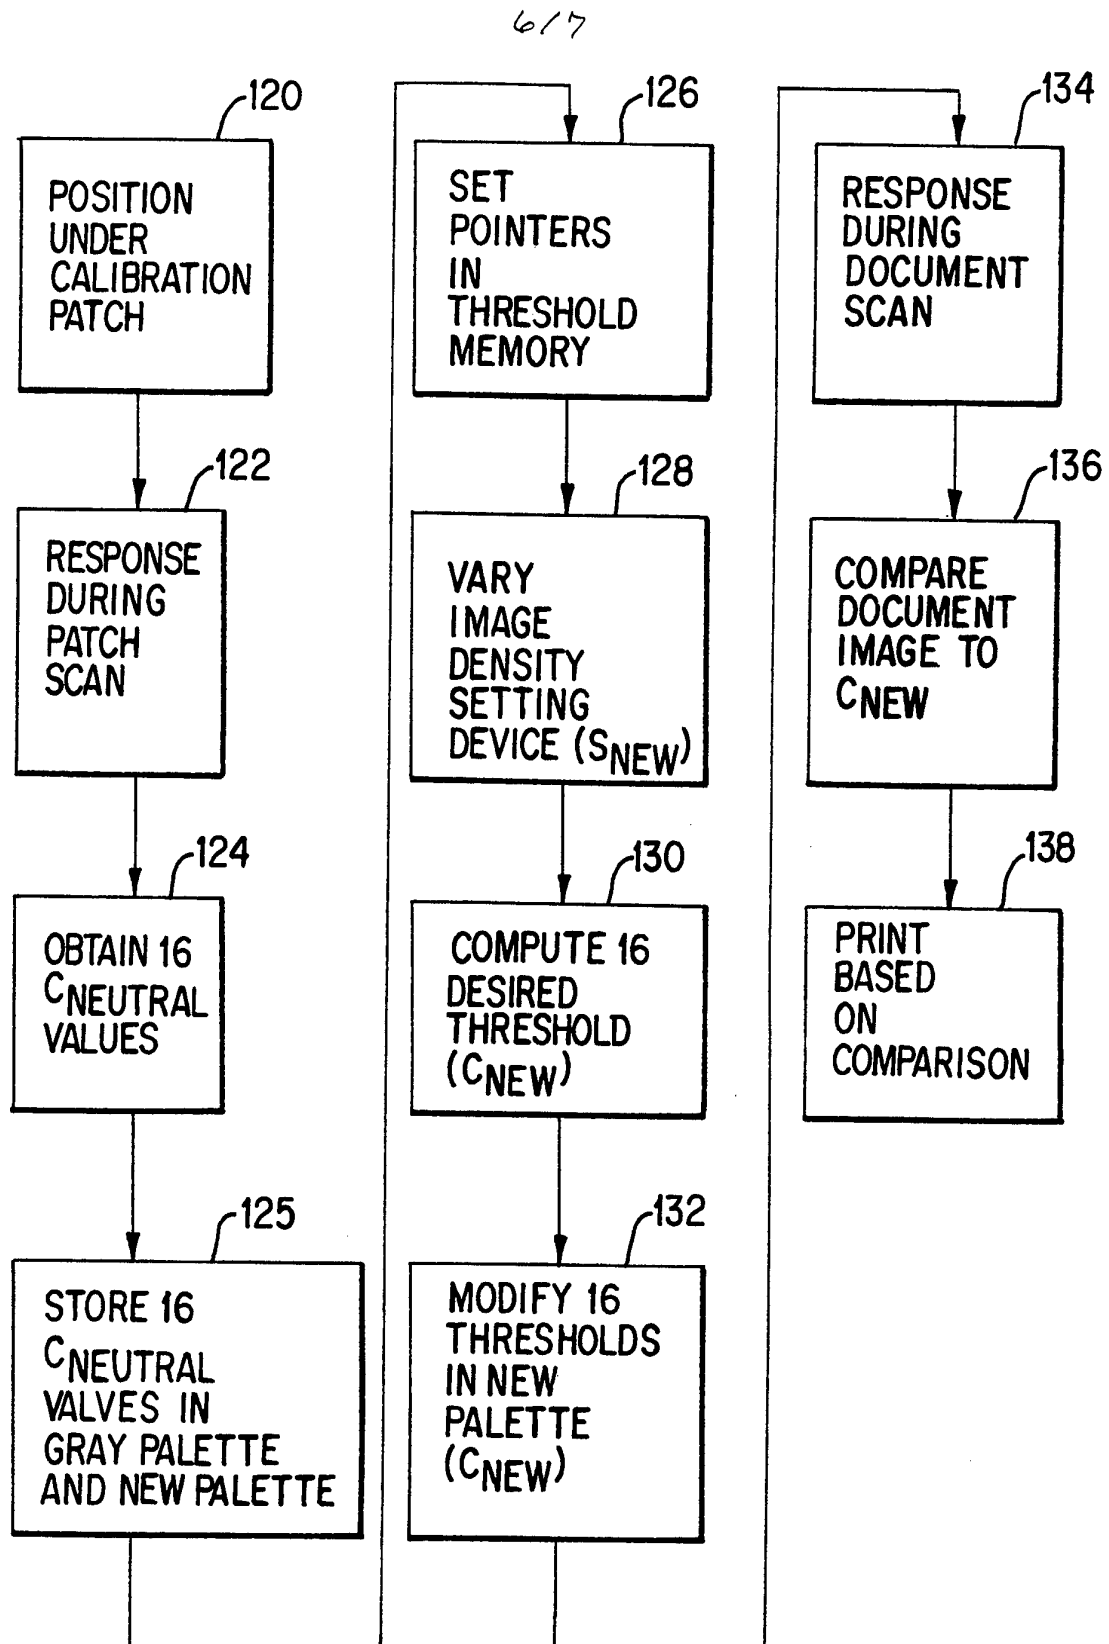 6/7
120
POSITION
UNDER
CALIBRATION
PATCH
122
RESPONSE
DURING
PATCH
SCAN
124
OBTAIN 16
CNEUTRAL
VALUES
125
STORE 16
CNEUTRAL
VALVES IN
GRAY PALETTE
AND NEW PALETTE
126
SET
POINTERS
IN
THRESHOLD
MEMORY
128
VARY
IMAGE
DENSITY
SETTING
DEVICE (SNEW)
130
COMPUTE 16
DESIRED
THRESHOLD
(CNEW)
132
MODIFY 16
THRESHOLDS
IN NEW
PALETTE
(CNEW)
134
RESPONSE
DURING
DOCUMENT
SCAN
136
COMPARE
DOCUMENT
IMAGE TO
CNEW
138
PRINT
BASED
ON
COMPARISON